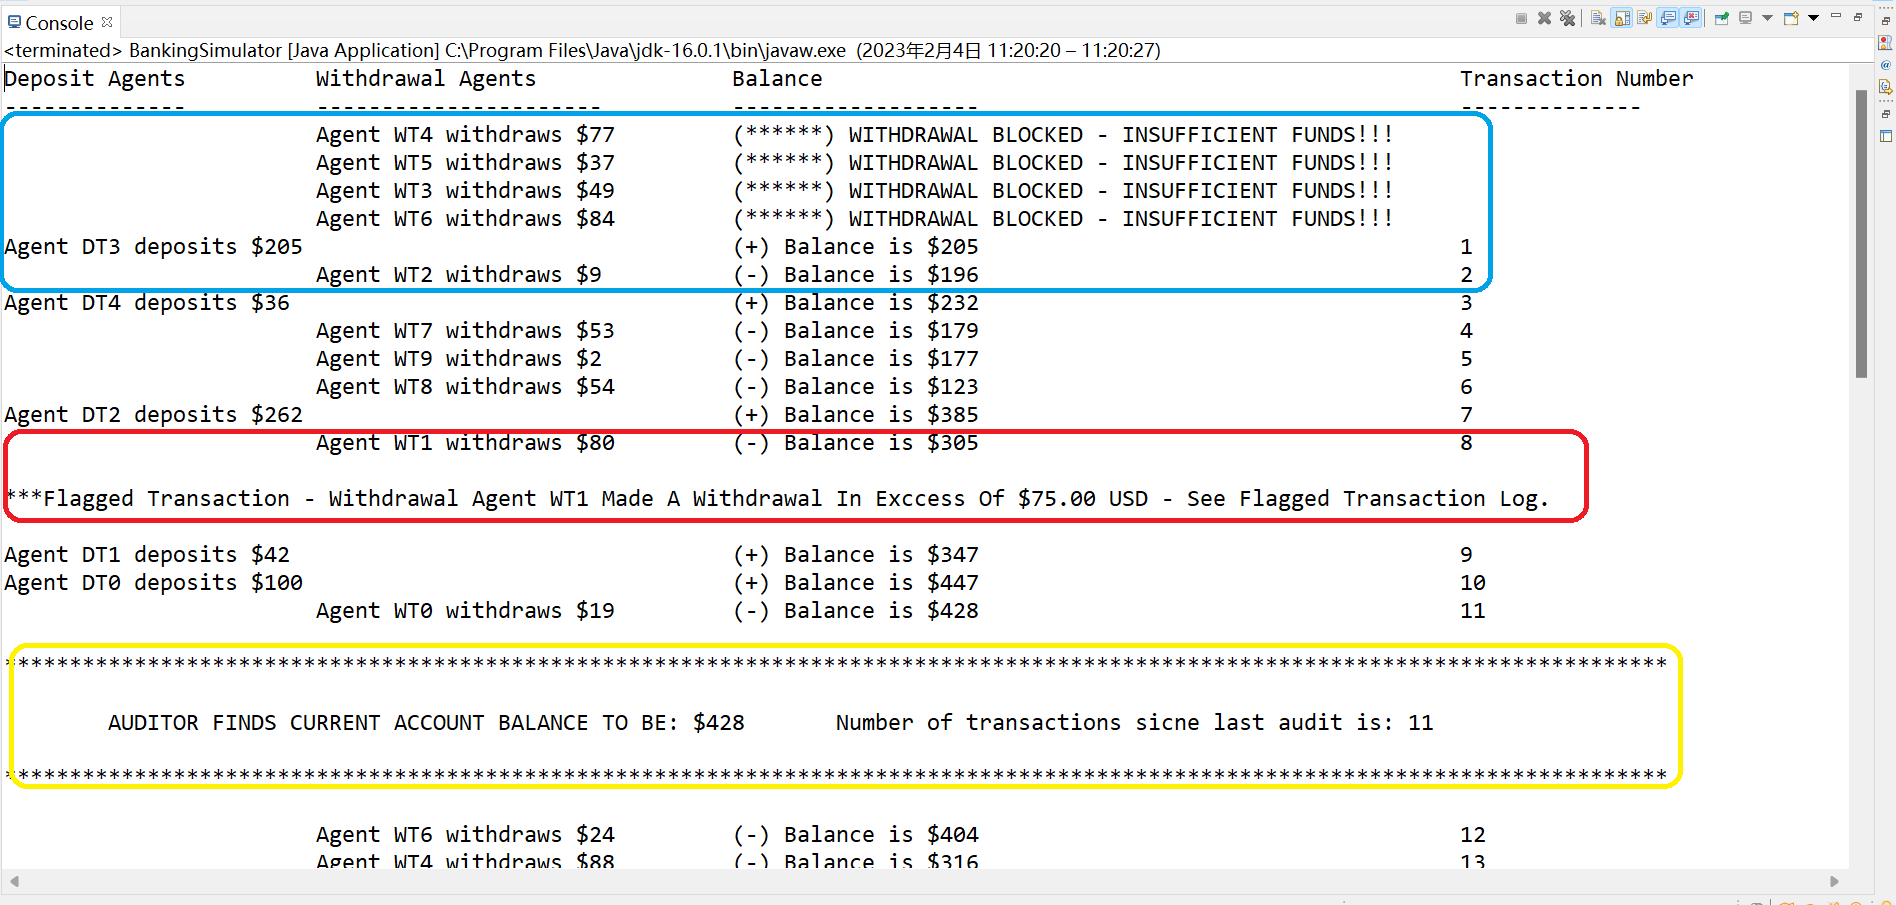 Console
<terminated> BankingSimulator [Java Application] C:\Program Files\Java\jdk-16.0.1\bin\javaw.exe (2023年2月4日 11:20:20 – 11:20:27)
Deposit Agents Withdrawal Agents Balance Transaction Number
-------------- ---------------------- ------------------- --------------
Agent WT4 withdraws $77 (******) WITHDRAWAL BLOCKED - INSUFFICIENT FUNDS!!!
Agent WT5 withdraws $37 (******) WITHDRAWAL BLOCKED - INSUFFICIENT FUNDS!!!
Agent WT3 withdraws $49 (******) WITHDRAWAL BLOCKED - INSUFFICIENT FUNDS!!!
Agent WT6 withdraws $84 (******) WITHDRAWAL BLOCKED - INSUFFICIENT FUNDS!!!
Agent DT3 deposits $205 (+) Balance is $205 1
Agent WT2 withdraws $9 (-) Balance is $196 2
Agent DT4 deposits $36 (+) Balance is $232 3
Agent WT7 withdraws $53 (-) Balance is $179 4
Agent WT9 withdraws $2 (-) Balance is $177 5
Agent WT8 withdraws $54 (-) Balance is $123 6
Agent DT2 deposits $262 (+) Balance is $385 7
Agent WT1 withdraws $80 (-) Balance is $305 8
***Flagged Transaction - Withdrawal Agent WT1 Made A Withdrawal In Exccess Of $75.00 USD - See Flagged Transaction Log.
Agent DT1 deposits $42 (+) Balance is $347 9
Agent DT0 deposits $100 (+) Balance is $447 10
Agent WT0 withdraws $19 (-) Balance is $428 11
********************************************************************************************************************************
AUDITOR FINDS CURRENT ACCOUNT BALANCE TO BE: $428 Number of transactions sicne last audit is: 11
********************************************************************************************************************************
Agent WT6 withdraws $24 (-) Balance is $404 12
Agent WT4 withdraws $88 (-) Balance is $316 13